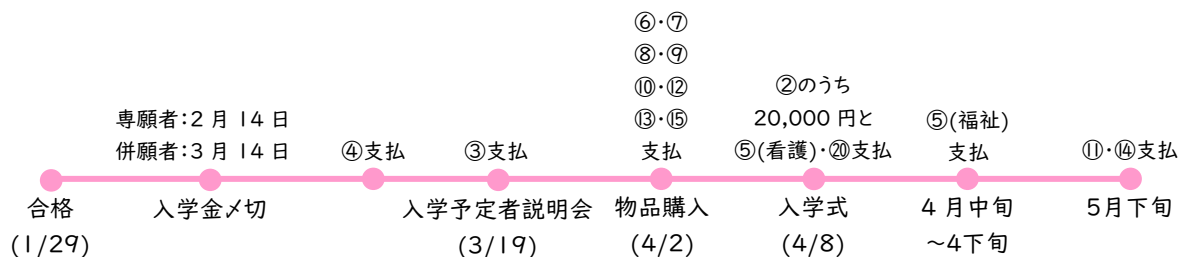 ⑥・⑦
⑧・⑨
⑩・⑫
⑬・⑮
支払
②のうち
20,000 円と
⑤(看護)・⑳支払
⑤(福祉)
支払
専願者:2 月 14 日
併願者:3 月 14 日
④支払
③支払
⑪・⑭支払
合格
(1/29)
入学金〆切
入学予定者説明会
(3/19)
物品購入
(4/2)
入学式
(4/8)
4 月中旬
~4下旬
5月下旬